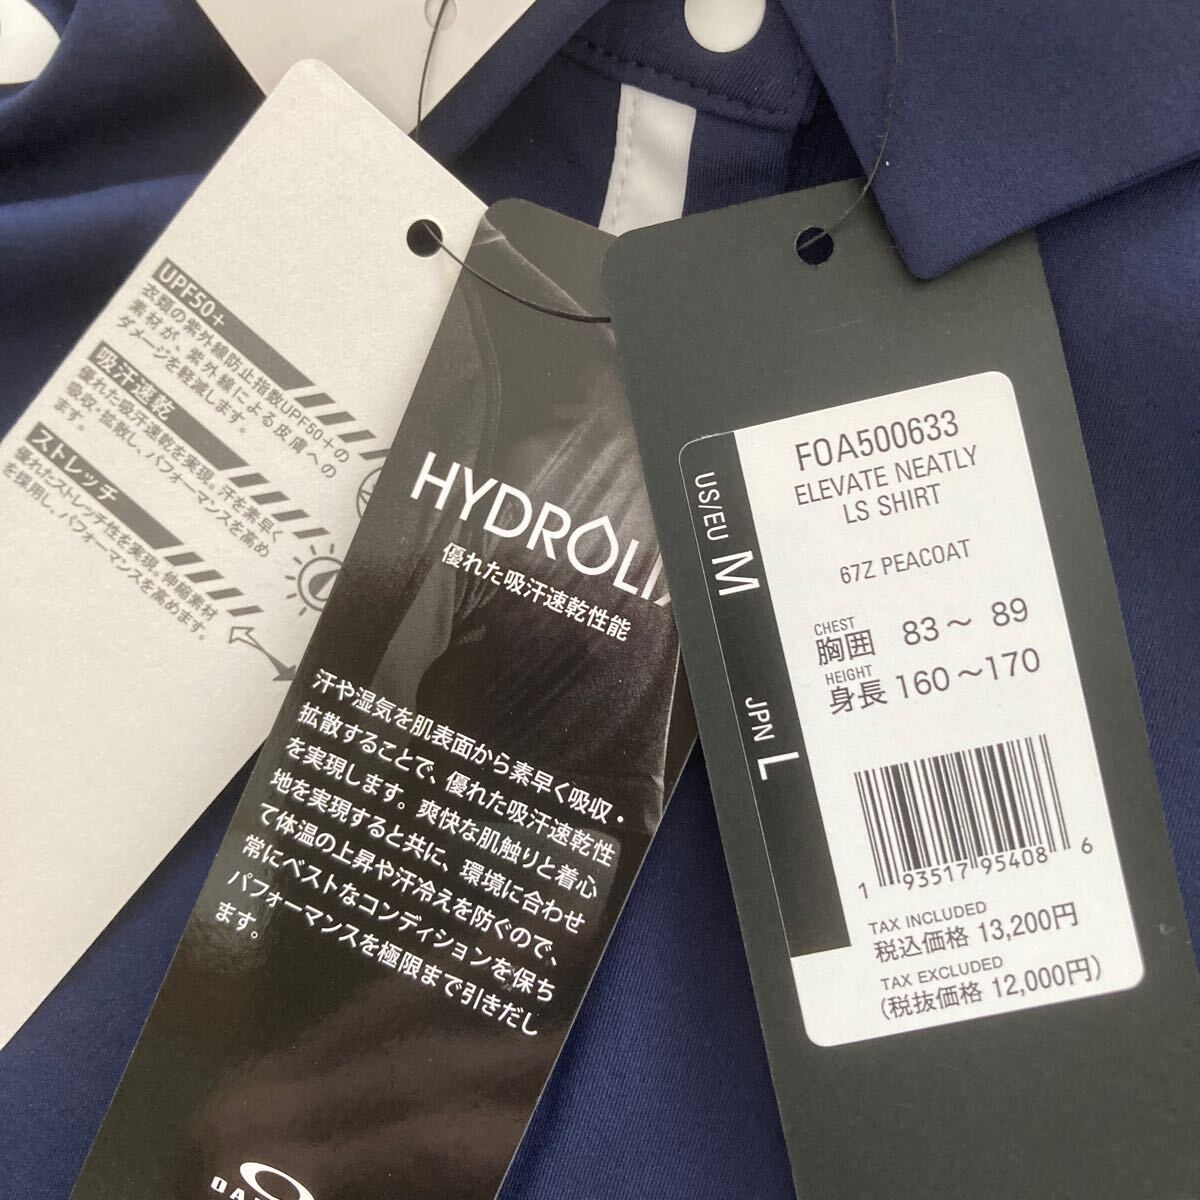 UPF50+
衣類の紫外線防止指数UPF50+の
素材が、紫外線による皮膚への
ダメージを軽減します。
吸汗速乾
優れた吸汗速乾を実現。汗を素早く
吸収・拡散し、パフォーマンスを高め
ます。
ストレッチ
優れたストレッチ性を実現。伸縮素材
を採用し、パフォーマンスを高めます。
HYDROLI
優れた吸汗速乾性能
汗や湿気を肌表面から素早く吸収・
拡散することで、優れた吸汗速乾性
を実現します。爽快な肌触りと着心
地を実現すると共に、環境に合わせ
て体温の上昇や汗冷えを防ぐので、
常にベストなコンディションを保ち
パフォーマンスを極限まで引きだし
ます。
US/EU M
JPN L
FOA500633
ELEVATE NEATLY
LS SHIRT
67Z PEACOAT
CHEST
胸囲 83～ 89
HEIGHT
身長 160～170
1 93517 95408 6
TAX INCLUDED
税込価格 13,200円
TAX EXCLUDED
(税抜価格 12,000円)